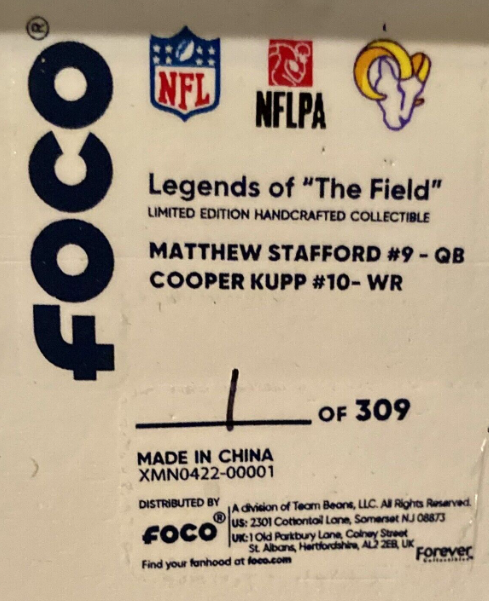 FOCO®
NFL
NFLPA
Legends of "The Field"
LIMITED EDITION HANDCRAFTED COLLECTIBLE
MATTHEW STAFFORD #9 - QB
COOPER KUPP #10- WR
1 OF 309
MADE IN CHINA
XMN0422-00001
DISTRIBUTED BY
FOCO®
A division of Team Beans, LLC. All Rights Reserved.
US: 2301 Cottontail Lane, Somerset NJ 08873
UK: 1 Old Parkbury Lane, Colney Street
St. Albans, Hertfordshire, AL2 2EB, UK
Forever
Collectibles
Find your fanhood at foco.com